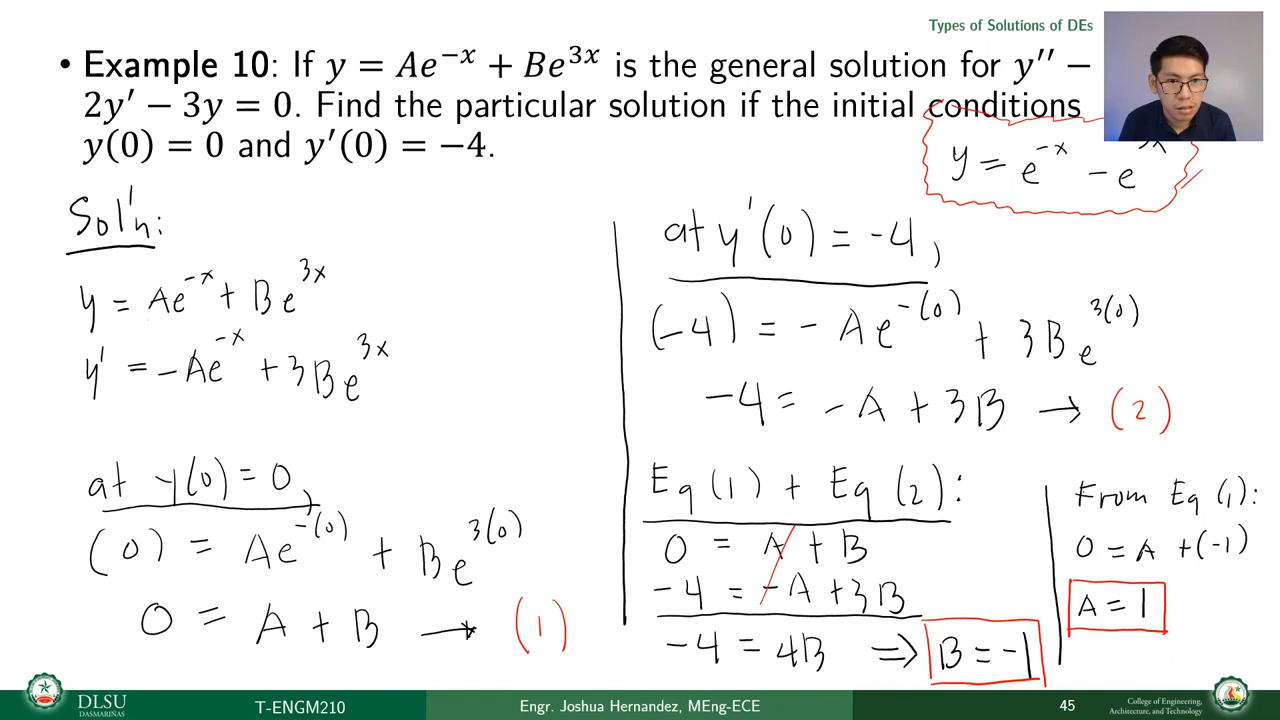 Types of Solutions of DEs
• Example 10: If y = Ae^{-x} + Be^{3x} is the general solution for y'' −
2y' − 3y = 0. Find the particular solution if the initial conditions
y(0) = 0 and y'(0) = −4.
y = e^{-x} - e^{3x}
Sol'n:
y = Ae^{-x} + Be^{3x}
y' = -Ae^{-x} + 3Be^{3x}
at y(0) = 0,
(0) = Ae^{-(0)} + Be^{3(0)}
0 = A + B → (1)
at y'(0) = -4,
(-4) = -Ae^{-(0)} + 3Be^{3(0)}
-4 = -A + 3B → (2)
Eq (1) + Eq (2):
0 = A + B
-4 = -A + 3B
-4 = 4B ⇒ B = -1
From Eq (1):
0 = A + (-1)
A = 1
DLSU
DASMARIÑAS
T-ENGM210
Engr. Joshua Hernandez, MEng-ECE
45
College of Engineering,
Architecture, and Technology